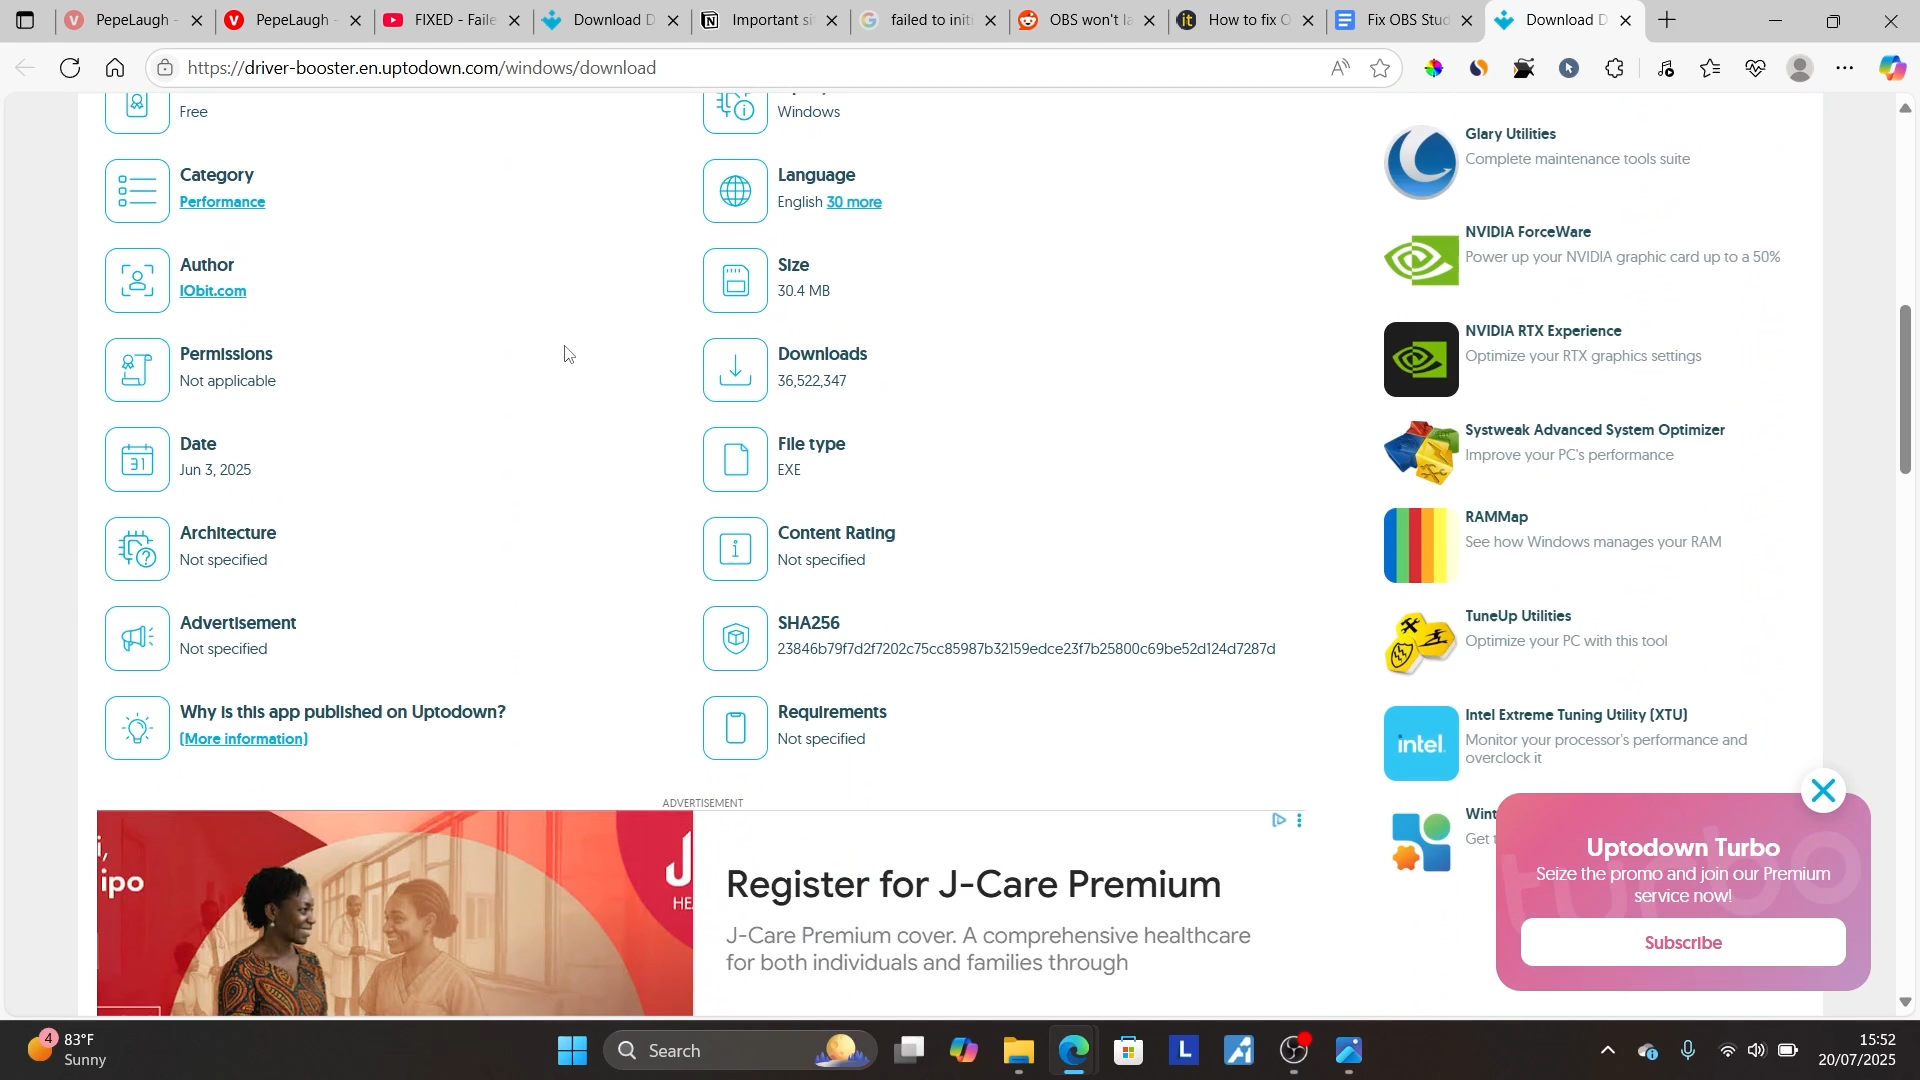 PepeLaugh -
PepeLaugh -
FIXED - Faile
Download D
Important si
failed to initi
OBS won't la
How to fix O
Fix OBS Stud
Download D
https://driver-booster.en.uptodown.com/windows/download
Free
Windows
Category
Performance
Language
English 30 more
Author
IObit.com
Size
30.4 MB
Permissions
Not applicable
Downloads
36,522,347
Date
Jun 3, 2025
File type
EXE
Architecture
Not specified
Content Rating
Not specified
Advertisement
Not specified
SHA256
23846b79f7d2f7202c75cc85987b32159edce23f7b25800c69be52d124d7287d
Why is this app published on Uptodown?
(More information)
Requirements
Not specified
Glary Utilities
Complete maintenance tools suite
NVIDIA ForceWare
Power up your NVIDIA graphic card up to a 50%
NVIDIA RTX Experience
Optimize your RTX graphics settings
Systweak Advanced System Optimizer
Improve your PC's performance
RAMMap
See how Windows manages your RAM
TuneUp Utilities
Optimize your PC with this tool
intel.
Intel Extreme Tuning Utility (XTU)
Monitor your processor's performance and
overclock it
Wint
Get t
Uptodown Turbo
Seize the promo and join our Premium
service now!
Subscribe
ADVERTISEMENT
i,
ipo
J
HE
Register for J-Care Premium
J-Care Premium cover. A comprehensive healthcare
for both individuals and families through
4
83°F
Sunny
Search
L
15:52
20/07/2025